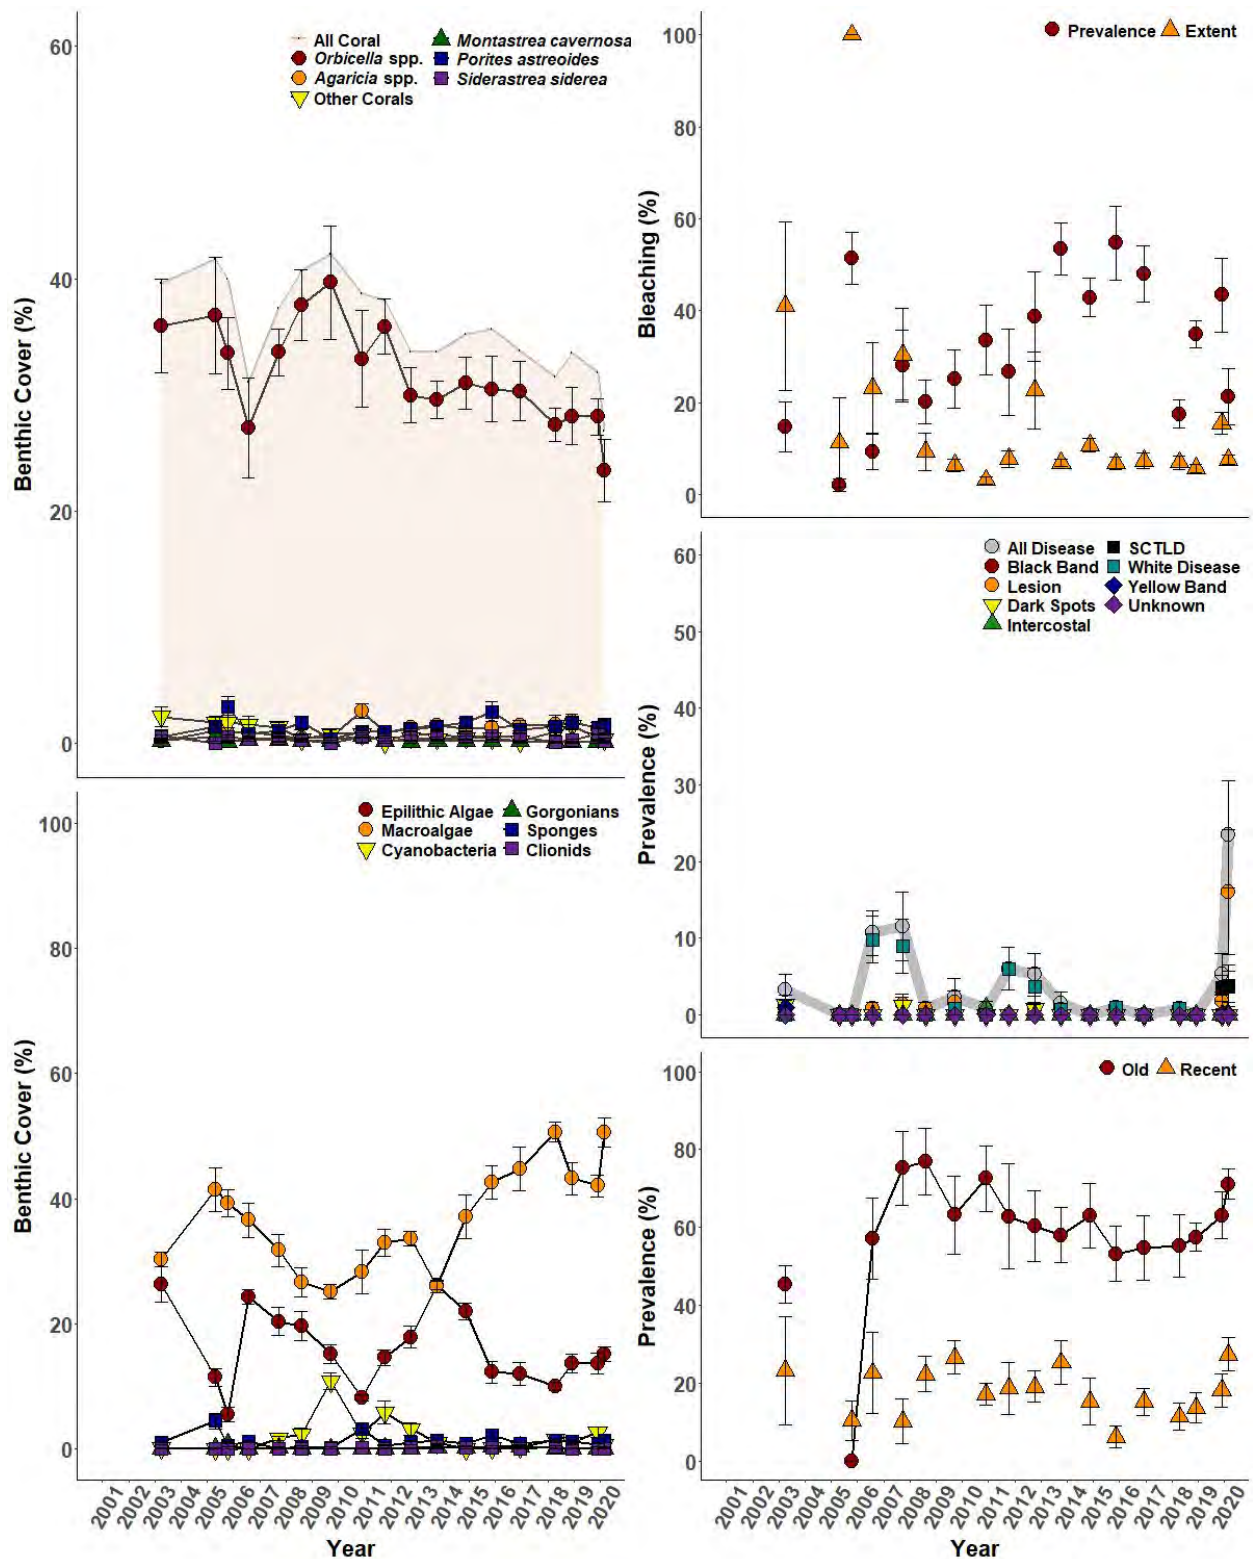 All Coral
Orbicella spp.
Agaricia spp.
Other Corals
Montastrea cavernosa
Porites astreoides
Siderastrea siderea
60
40
20
0
Benthic Cover (%)
Prevalence
Extent
100
80
60
40
20
0
Bleaching (%)
All Disease
Black Band
Lesion
Dark Spots
Intercostal
SCTLD
White Disease
Yellow Band
Unknown
60
50
40
30
20
10
0
Prevalence (%)
Epilithic Algae
Macroalgae
Cyanobacteria
Gorgonians
Sponges
Clionids
100
80
60
40
20
0
Benthic Cover (%)
2001
2002
2003
2004
2005
2006
2007
2008
2009
2010
2011
2012
2013
2014
2015
2016
2017
2018
2019
2020
Year
Old
Recent
100
80
60
40
20
0
Prevalence (%)
2001
2002
2003
2004
2005
2006
2007
2008
2009
2010
2011
2012
2013
2014
2015
2016
2017
2018
2019
2020
Year